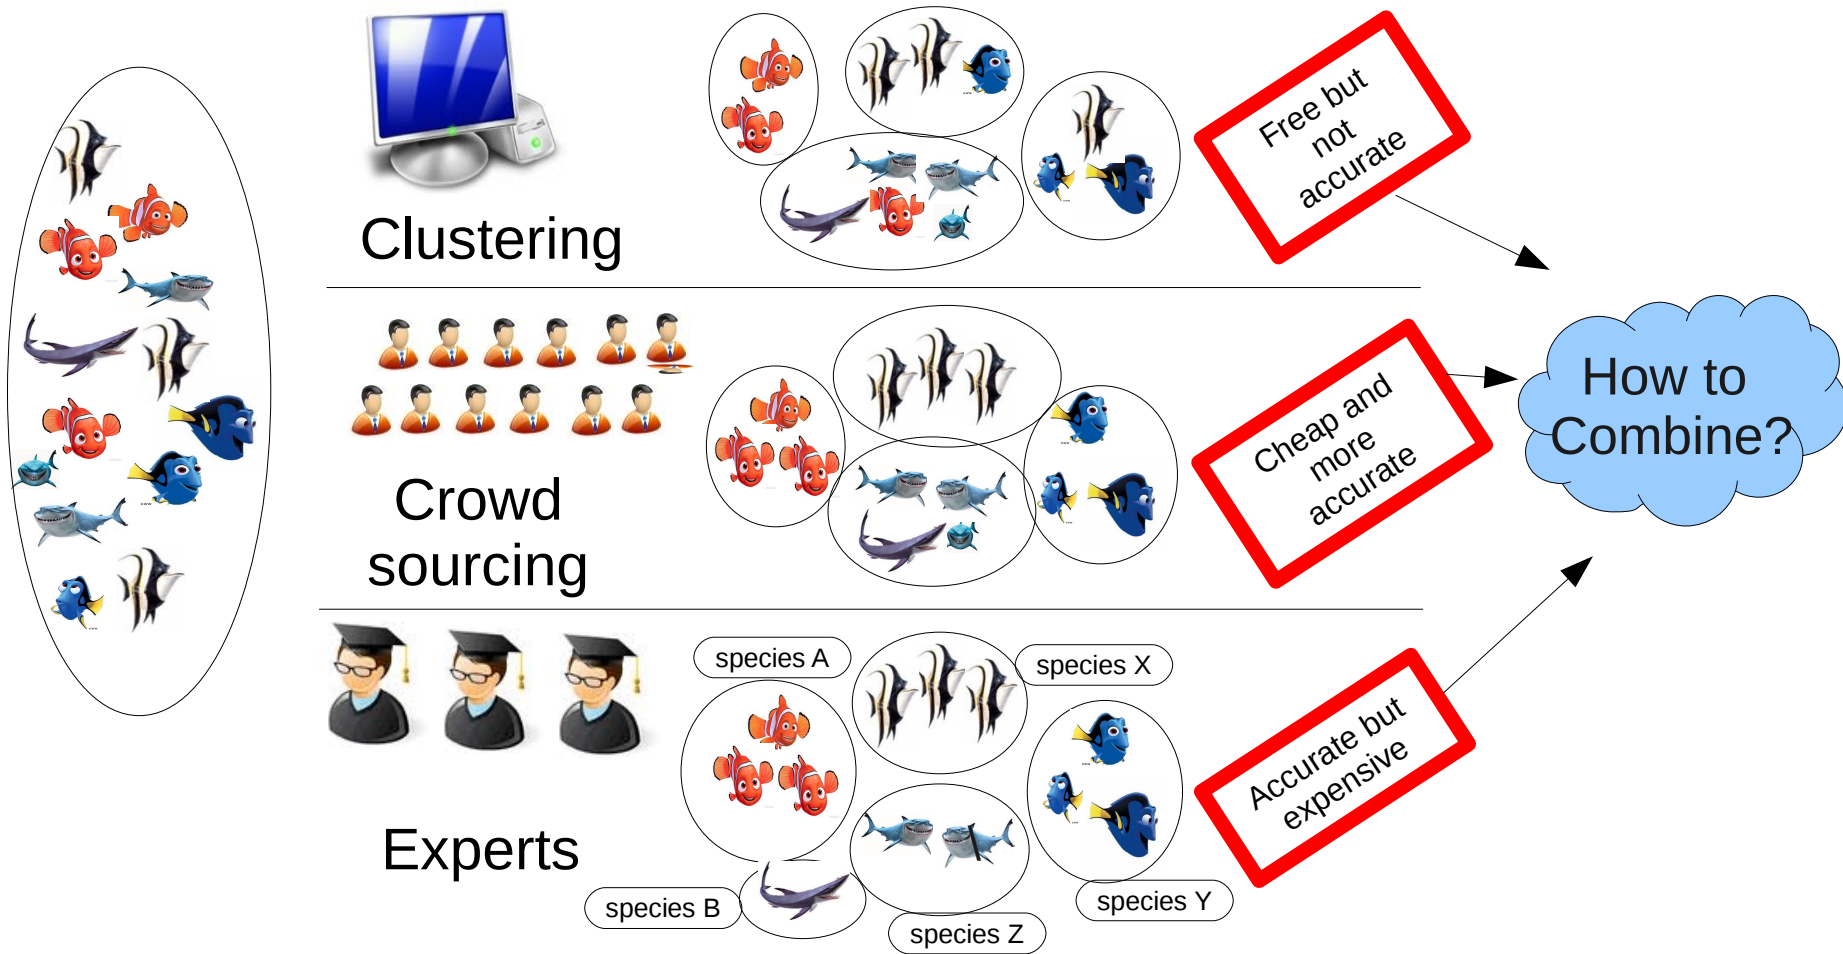 Clustering
Free but
not
accurate
Crowd
sourcing
Cheap and
more
accurate
How to
Combine?
Experts
species A
species X
species B
species Z
species Y
Accurate but
expensive